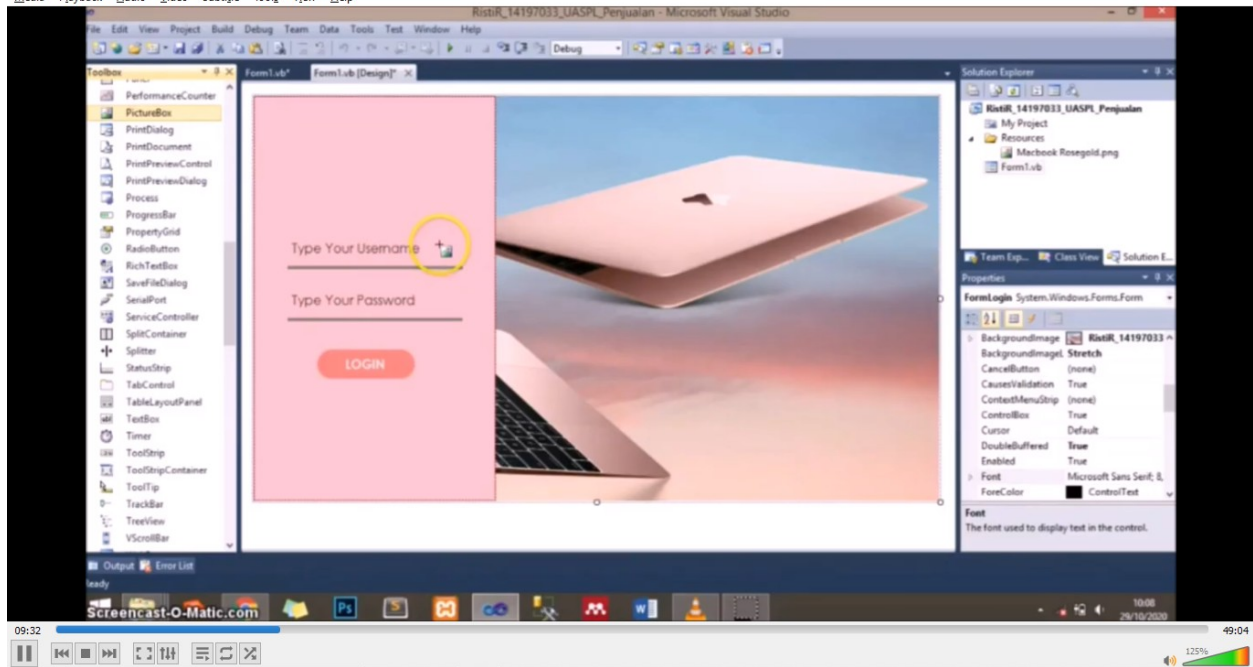 RistiR_14197033_UASPL_Penjualan - Microsoft Visual Studio
File Edit View Project Build Debug Team Data Tools Test Window Help
Debug
Toolbox
Form1.vb*
Form1.vb [Design]*
PerformanceCounter
PictureBox
PrintDialog
PrintDocument
PrintPreviewControl
PrintPreviewDialog
Process
ProgressBar
PropertyGrid
RadioButton
RichTextBox
SaveFileDialog
SerialPort
ServiceController
SplitContainer
Splitter
StatusStrip
TabControl
TableLayoutPanel
TextBox
Timer
ToolStrip
ToolStripContainer
ToolTip
TrackBar
TreeView
VScrollBar
Type Your Username
Type Your Password
LOGIN
Solution Explorer
RistiR_14197033_UASPL_Penjualan
My Project
Resources
Macbook Rosegold.png
Form1.vb
Team Exp... Class View Solution E...
Properties
FormLogin System.Windows.Forms.Form
BackgroundImage RistiR_14197033
BackgroundImageL Stretch
CancelButton (none)
CausesValidation True
ContextMenuStrip (none)
ControlBox True
Cursor Default
DoubleBuffered True
Enabled True
Font Microsoft Sans Serif; 8,
ForeColor ControlText
Font
The font used to display text in the control.
Output Error List
Ready
Screencast-O-Matic.com
Ps
W
10:08
29/10/2020
09:32
49:04
125%